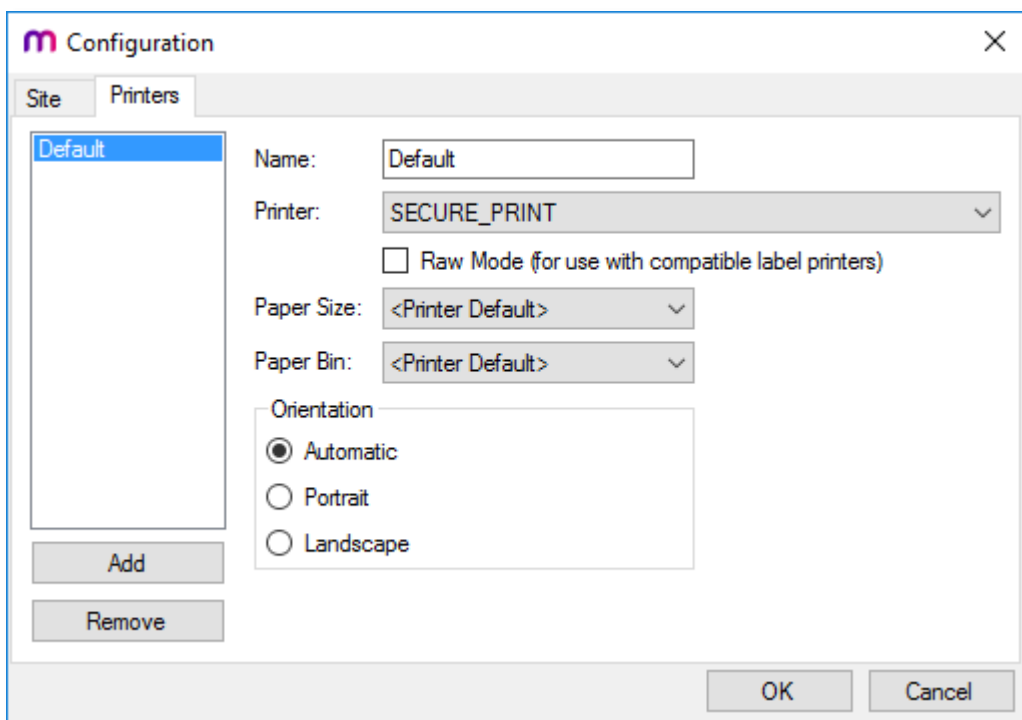 Configuration
Site Printers
Default
Name: Default
Printer: SECURE_PRINT
Raw Mode (for use with compatible label printers)
Paper Size: <Printer Default>
Paper Bin: <Printer Default>
Orientation
Automatic
Portrait
Landscape
Add
Remove
OK Cancel